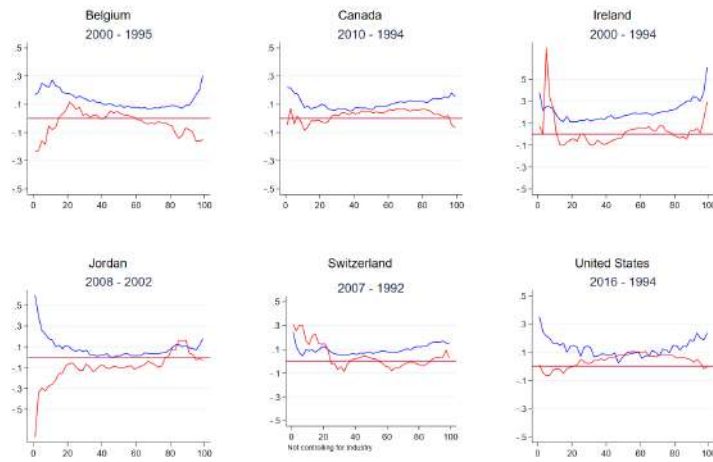 Belgium
2000 - 1995
.5
.3
.1
-.1
-.3
-.5
0 20 40 60 80 100
Canada
2010 - 1994
.5
.3
.1
-.1
-.3
-.5
0 20 40 60 80 100
Ireland
2000 - 1994
.5
.3
.1
-.1
-.3
-.5
0 20 40 60 80 100
Jordan
2008 - 2002
.5
.3
.1
-.1
-.3
-.5
0 20 40 60 80 100
Switzerland
2007 - 1992
.5
.3
.1
-.1
-.3
-.5
0 20 40 60 80 100
Not controlling for Industry
United States
2016 - 1994
.5
.3
.1
-.1
-.3
-.5
0 20 40 60 80 100